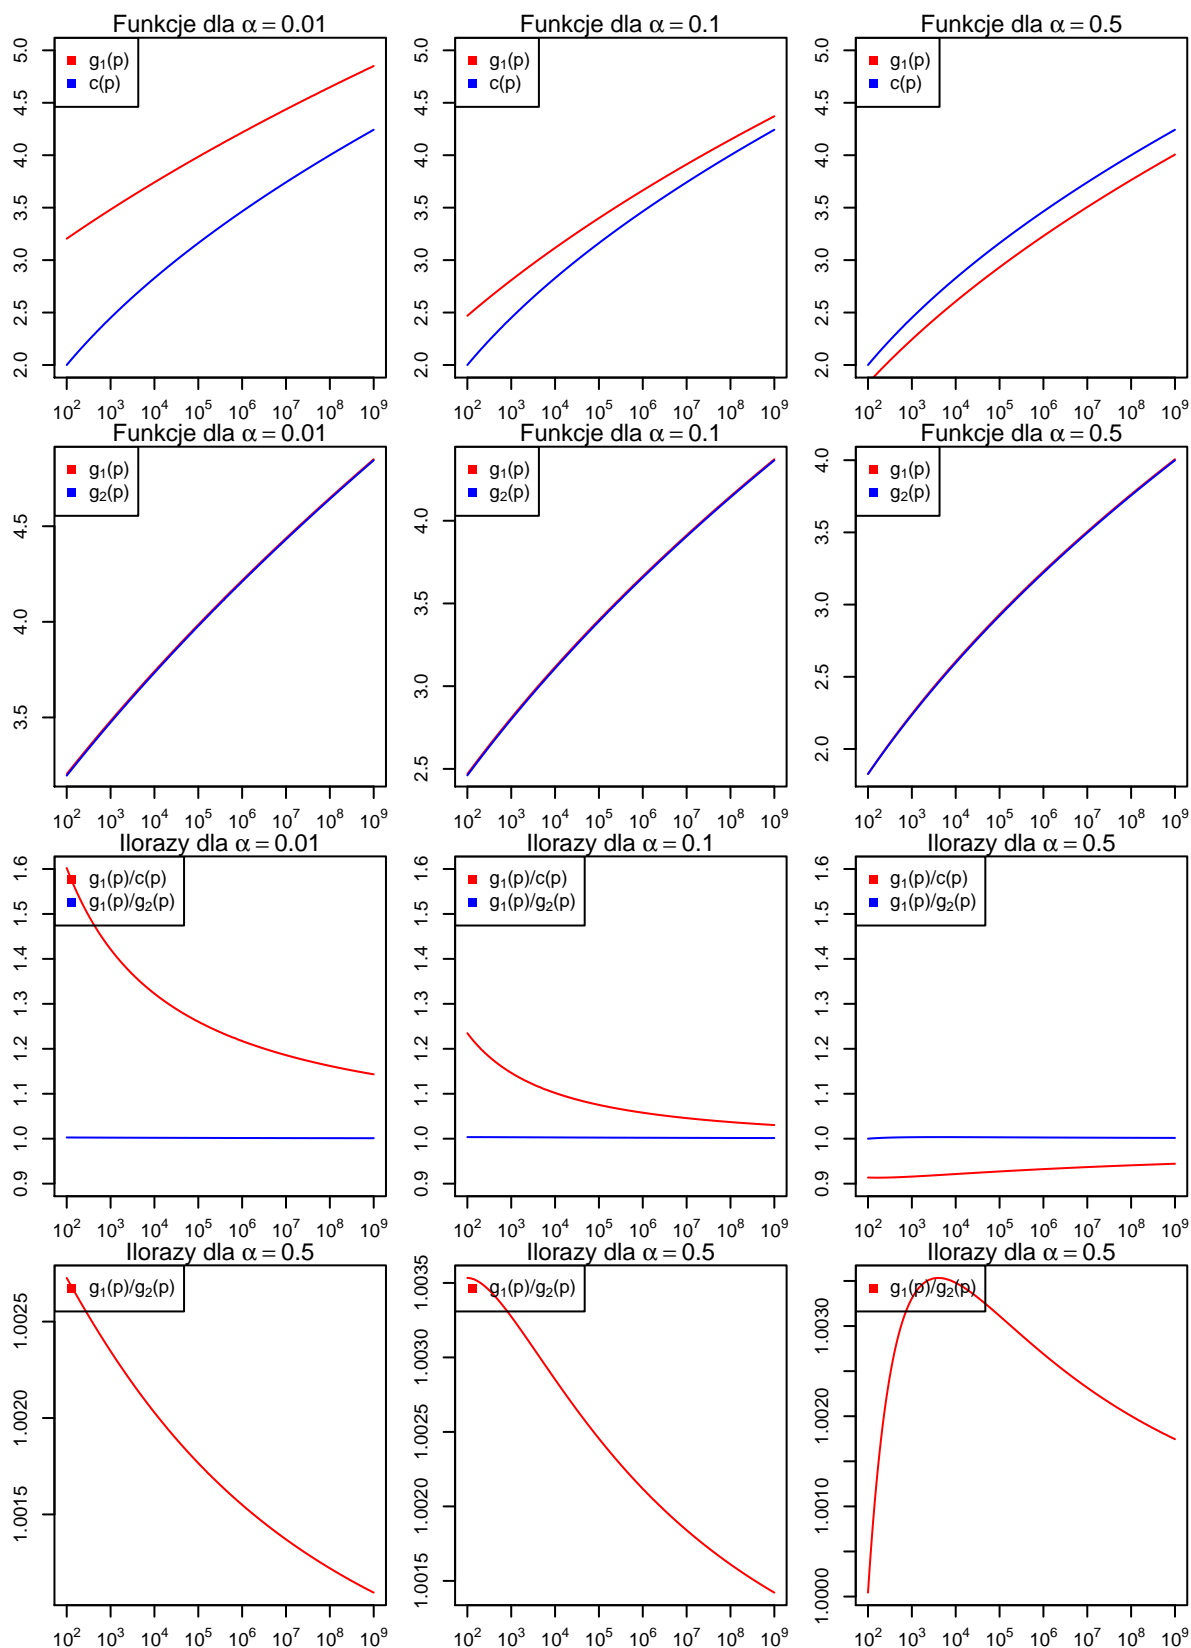 Funkcje dla α = 0.01
g₁(p)
c(p)
2.0 2.5 3.0 3.5 4.0 4.5 5.0
10² 10³ 10⁴ 10⁵ 10⁶ 10⁷ 10⁸ 10⁹
Funkcje dla α = 0.1
g₁(p)
c(p)
2.0 2.5 3.0 3.5 4.0 4.5 5.0
10² 10³ 10⁴ 10⁵ 10⁶ 10⁷ 10⁸ 10⁹
Funkcje dla α = 0.5
g₁(p)
c(p)
2.0 2.5 3.0 3.5 4.0 4.5 5.0
10² 10³ 10⁴ 10⁵ 10⁶ 10⁷ 10⁸ 10⁹
Funkcje dla α = 0.01
g₁(p)
g₂(p)
3.5 4.0 4.5
10² 10³ 10⁴ 10⁵ 10⁶ 10⁷ 10⁸ 10⁹
Funkcje dla α = 0.1
g₁(p)
g₂(p)
2.5 3.0 3.5 4.0
10² 10³ 10⁴ 10⁵ 10⁶ 10⁷ 10⁸ 10⁹
Funkcje dla α = 0.5
g₁(p)
g₂(p)
2.0 2.5 3.0 3.5 4.0
10² 10³ 10⁴ 10⁵ 10⁶ 10⁷ 10⁸ 10⁹
Ilorazy dla α = 0.01
g₁(p)/c(p)
g₁(p)/g₂(p)
0.9 1.0 1.1 1.2 1.3 1.4 1.5 1.6
10² 10³ 10⁴ 10⁵ 10⁶ 10⁷ 10⁸ 10⁹
Ilorazy dla α = 0.1
g₁(p)/c(p)
g₁(p)/g₂(p)
0.9 1.0 1.1 1.2 1.3 1.4 1.5 1.6
10² 10³ 10⁴ 10⁵ 10⁶ 10⁷ 10⁸ 10⁹
Ilorazy dla α = 0.5
g₁(p)/c(p)
g₁(p)/g₂(p)
0.9 1.0 1.1 1.2 1.3 1.4 1.5 1.6
10² 10³ 10⁴ 10⁵ 10⁶ 10⁷ 10⁸ 10⁹
Ilorazy dla α = 0.5
g₁(p)/g₂(p)
1.0015 1.0020 1.0025
10² 10³ 10⁴ 10⁵ 10⁶ 10⁷ 10⁸ 10⁹
Ilorazy dla α = 0.5
g₁(p)/g₂(p)
1.0015 1.0020 1.0025 1.0030 1.0035
10² 10³ 10⁴ 10⁵ 10⁶ 10⁷ 10⁸ 10⁹
Ilorazy dla α = 0.5
g₁(p)/g₂(p)
1.0000 1.0010 1.0020 1.0030
10² 10³ 10⁴ 10⁵ 10⁶ 10⁷ 10⁸ 10⁹